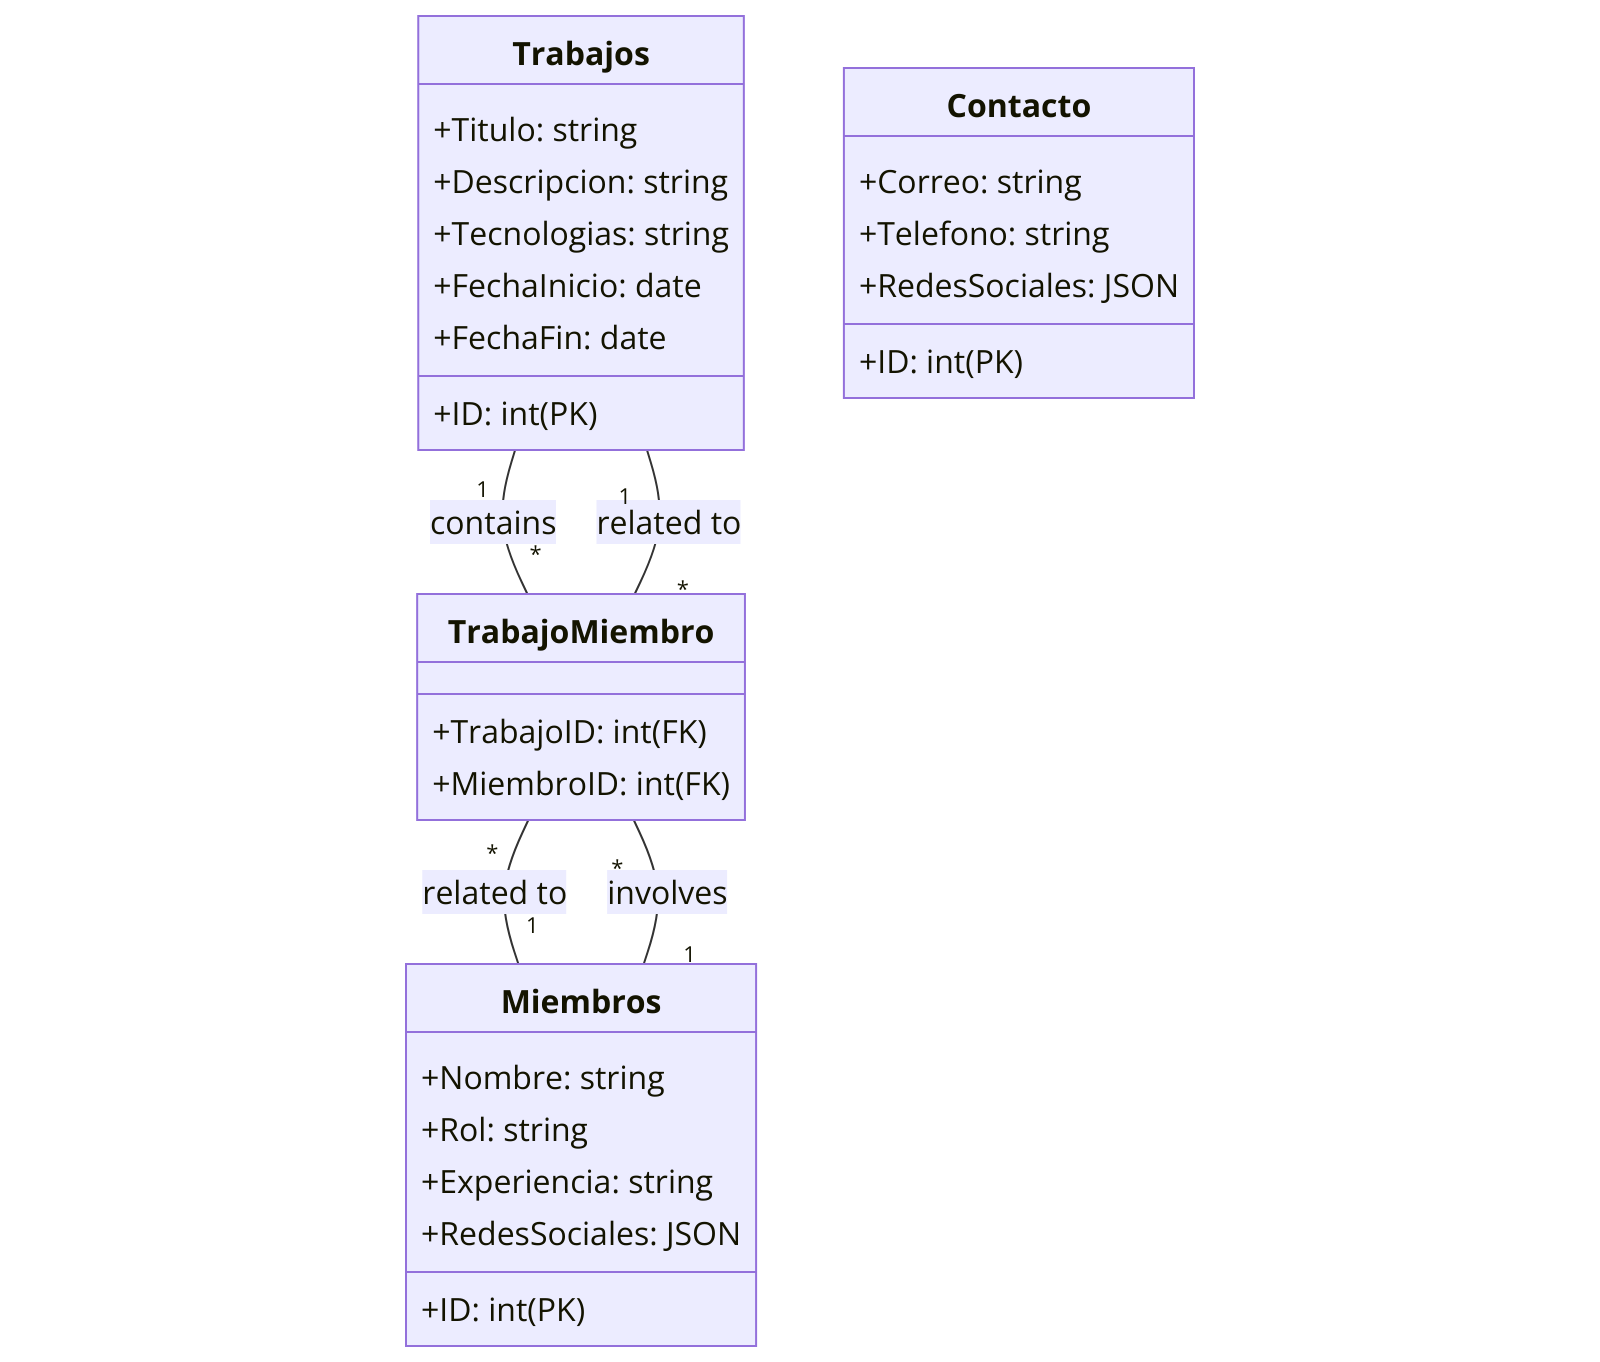 Trabajos
+Titulo: string
+Descripcion: string
+Tecnologias: string
+FechaInicio: date
+FechaFin: date
+ID: int(PK)
Contacto
+Correo: string
+Telefono: string
+RedesSociales: JSON
+ID: int(PK)
1
contains
*
1
related to
*
TrabajoMiembro
+TrabajoID: int(FK)
+MiembroID: int(FK)
*
related to
1
*
involves
1
Miembros
+Nombre: string
+Rol: string
+Experiencia: string
+RedesSociales: JSON
+ID: int(PK)